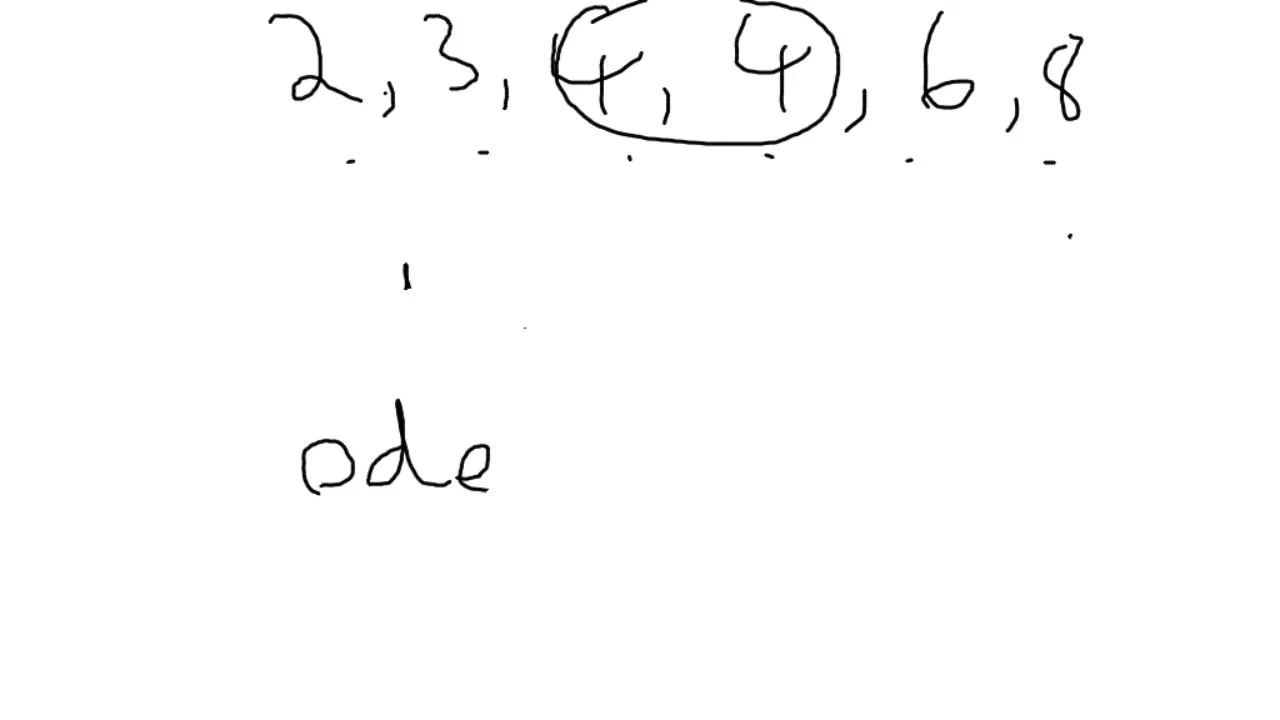 2, 3, 4, 4, 6, 8
ode